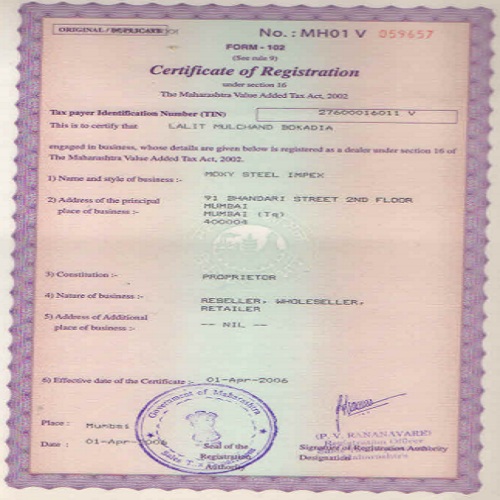 ORIGINAL / DUPLICATE
No. : MH01 V 059657
FORM - 102
(See rule 9)
Certificate of Registration
under section 16
The Maharashtra Value Added Tax Act, 2002
Tax payer Identification Number (TIN) 27600016011 V
This is to certify that LALIT MULCHAND BOKADIA
engaged in business, whose details are given below is registered as a dealer under section 16 of
The Maharashtra Value Added Tax Act, 2002.
1) Name and style of business :- MOXY STEEL IMPEX
2) Address of the principal 91 BHANDARI STREET 2ND FLOOR
place of business :- MUMBAI
MUMBAI (Tq)
400004
3) Constitution :- PROPRIETOR
4) Nature of business :- RESELLER, WHOLESELLER,
RETAILER
5) Address of Additional -- NIL --
place of business :-
6) Effective date of the Certificate :- 01-Apr-2006
Government of Maharashtra
Place : Mumbai
Date : 01-Apr-2006
Seal of the
Registration
Authority
Sales
(P. V. RANANAVARE)
Registration Officer
Signature of Registration Authority
Designation
Maharashtra